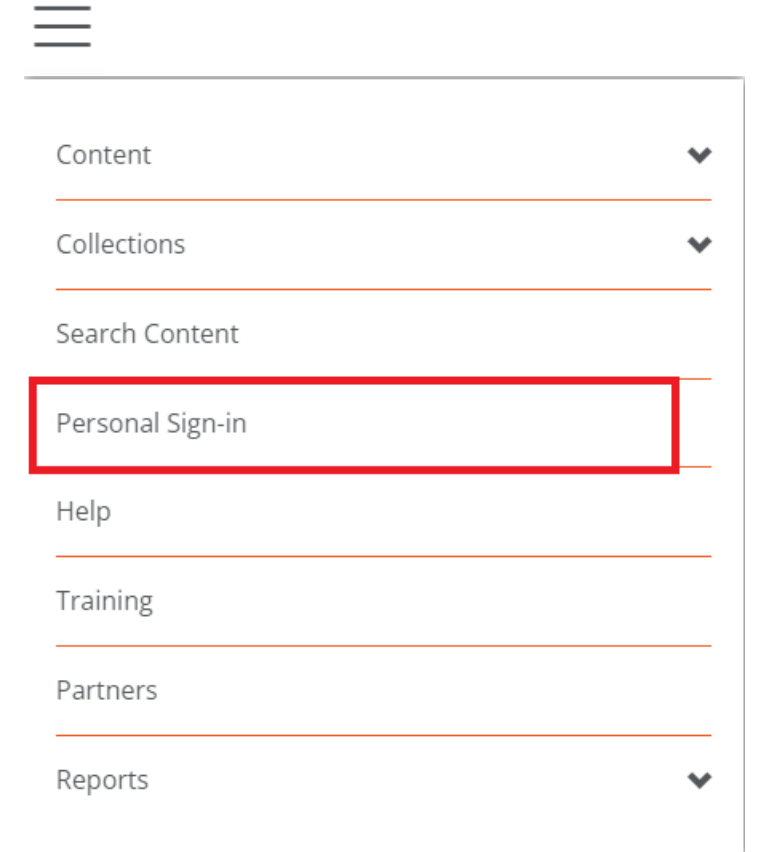 Content
Collections
Search Content
Personal Sign-in
Help
Training
Partners
Reports